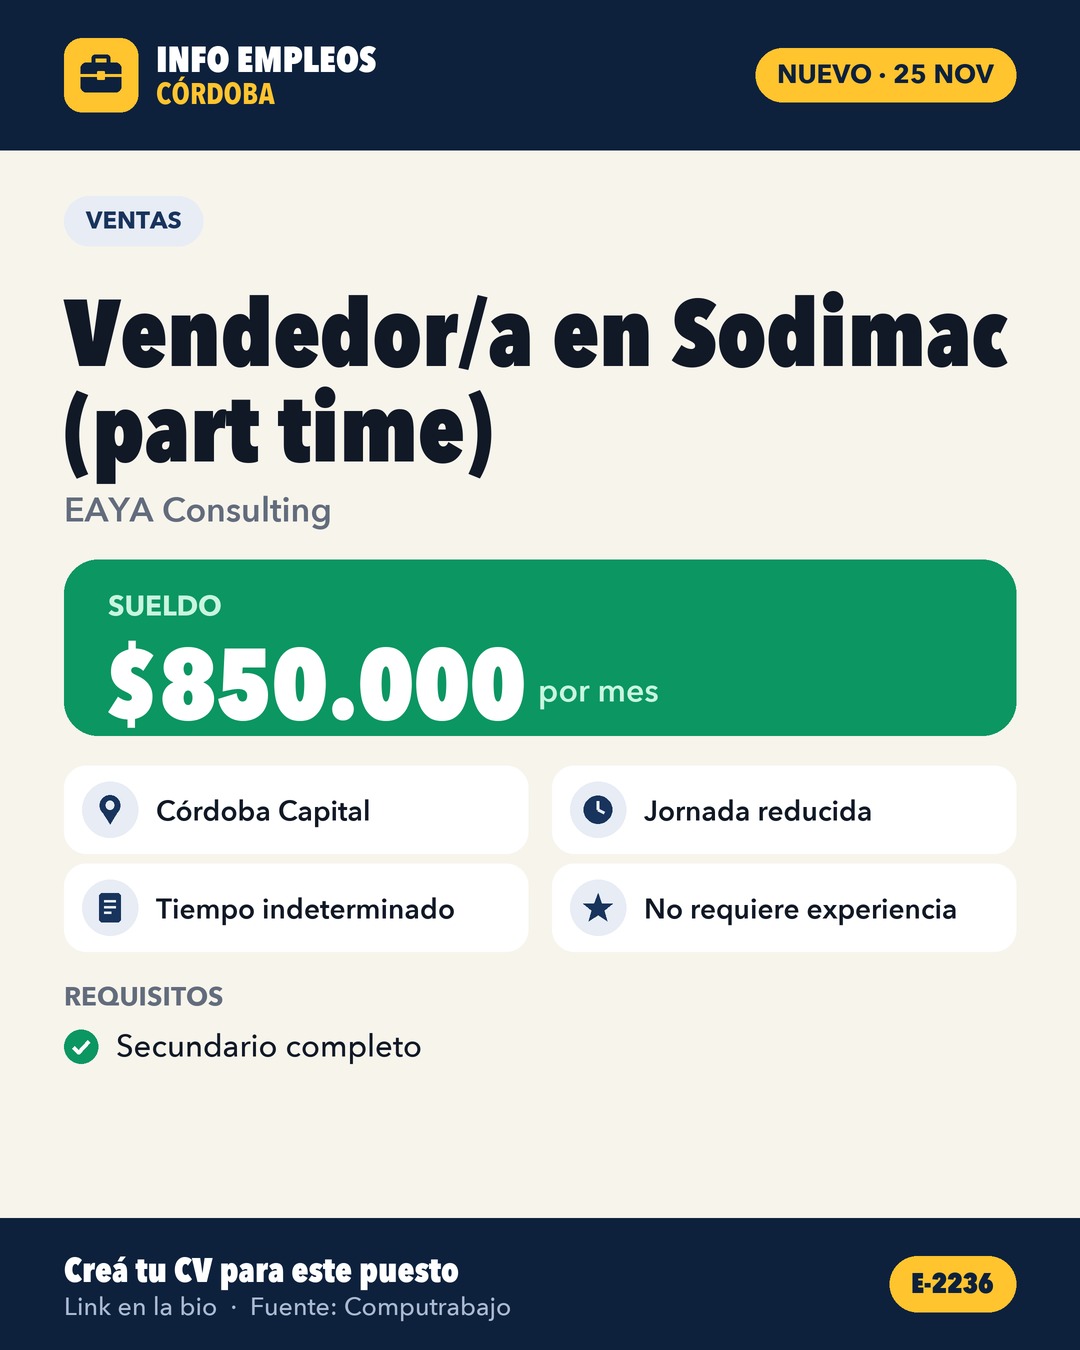 INFO EMPLEOS
CÓRDOBA
NUEVO · 25 NOV
VENTAS
Vendedor/a en Sodimac
(part time)
EAYA Consulting
SUELDO
$850.000 por mes
Córdoba Capital
Jornada reducida
Tiempo indeterminado
No requiere experiencia
REQUISITOS
Secundario completo
Creá tu CV para este puesto
Link en la bio · Fuente: Computrabajo
E-2236